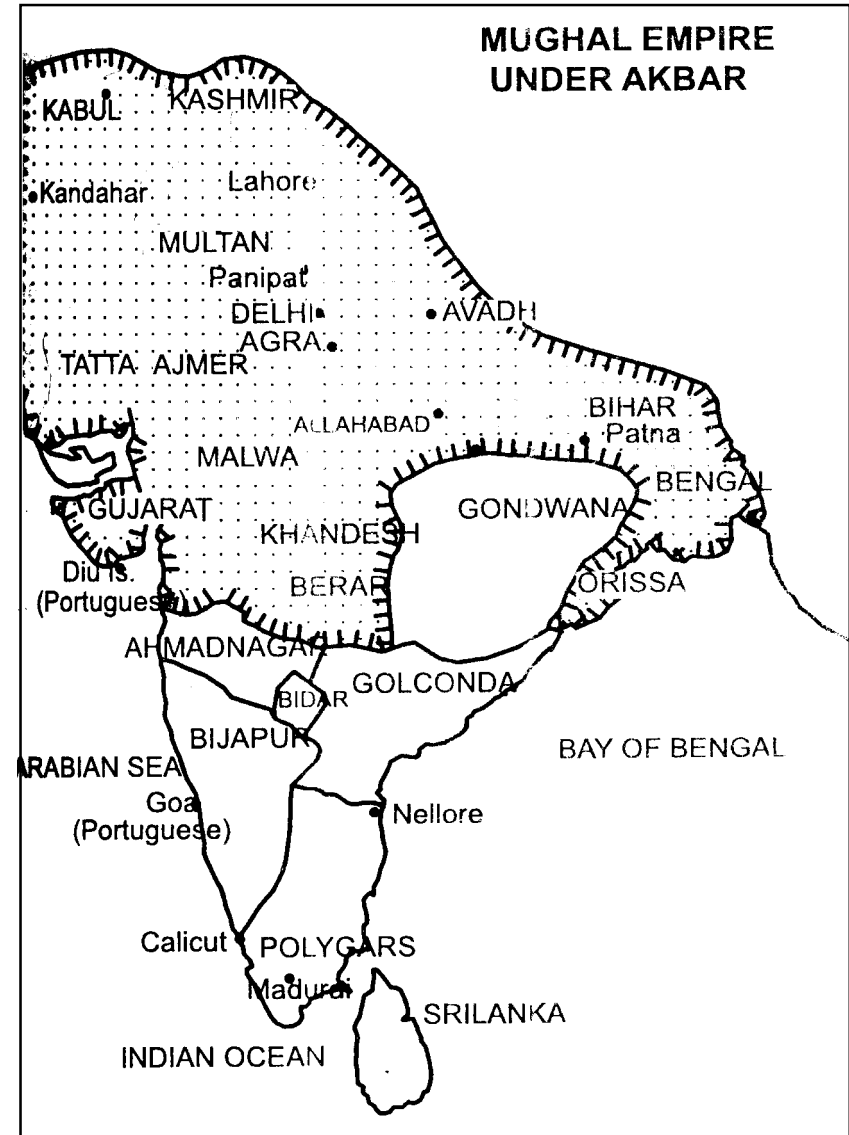 MUGHAL EMPIRE
UNDER AKBAR
KABUL
KASHMIR
Kandahar
Lahore
MULTAN
Panipat
DELHI
AVADH
AGRA
TATTA AJMER
ALLAHABAD
BIHAR
Patna
MALWA
BENGAL
GUJARAT
GONDWANA
KHANDESH
Diu Is.
(Portuguese)
BERAR
ORISSA
AHMADNAGAR
GOLCONDA
BIDAR
BIJAPUR
BAY OF BENGAL
ARABIAN SEA
Goa
(Portuguese)
Nellore
Calicut
POLYGARS
Madurai
SRILANKA
INDIAN OCEAN